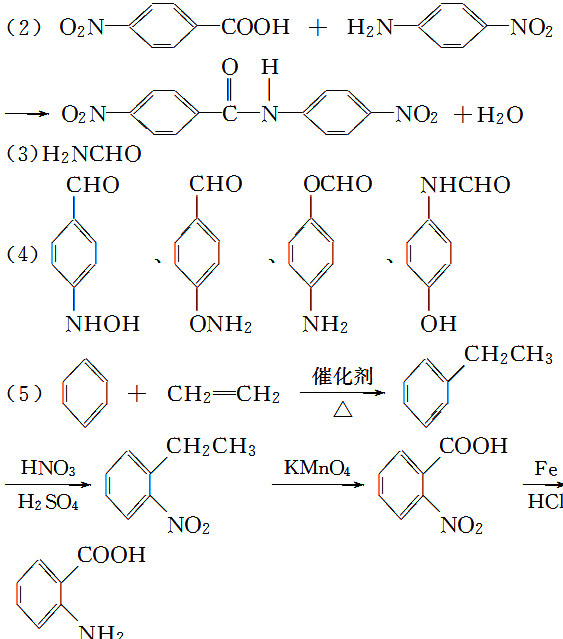 (2) O2N COOH + H2N NO2
O H
O2N C N NO2 +H2O
(3)H2NCHO
CHO CHO OCHO NHCHO
(4) 、 、 、
NHOH ONH2 NH2 OH
CH2CH3
(5) + CH2=CH2 催化剂 △
CH2CH3 COOH
HNO3 H2SO4 KMnO4 Fe HCl
NO2 NO2
COOH
NH2